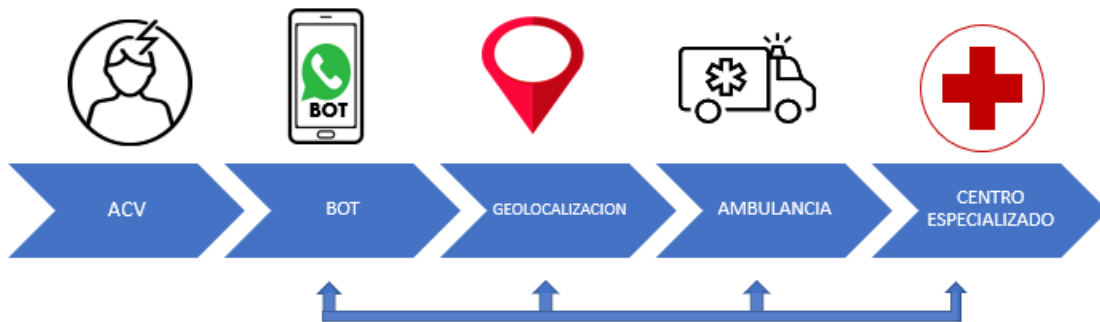 BOT
ACV
BOT
GEOLOCALIZACION
AMBULANCIA
CENTRO
ESPECIALIZADO